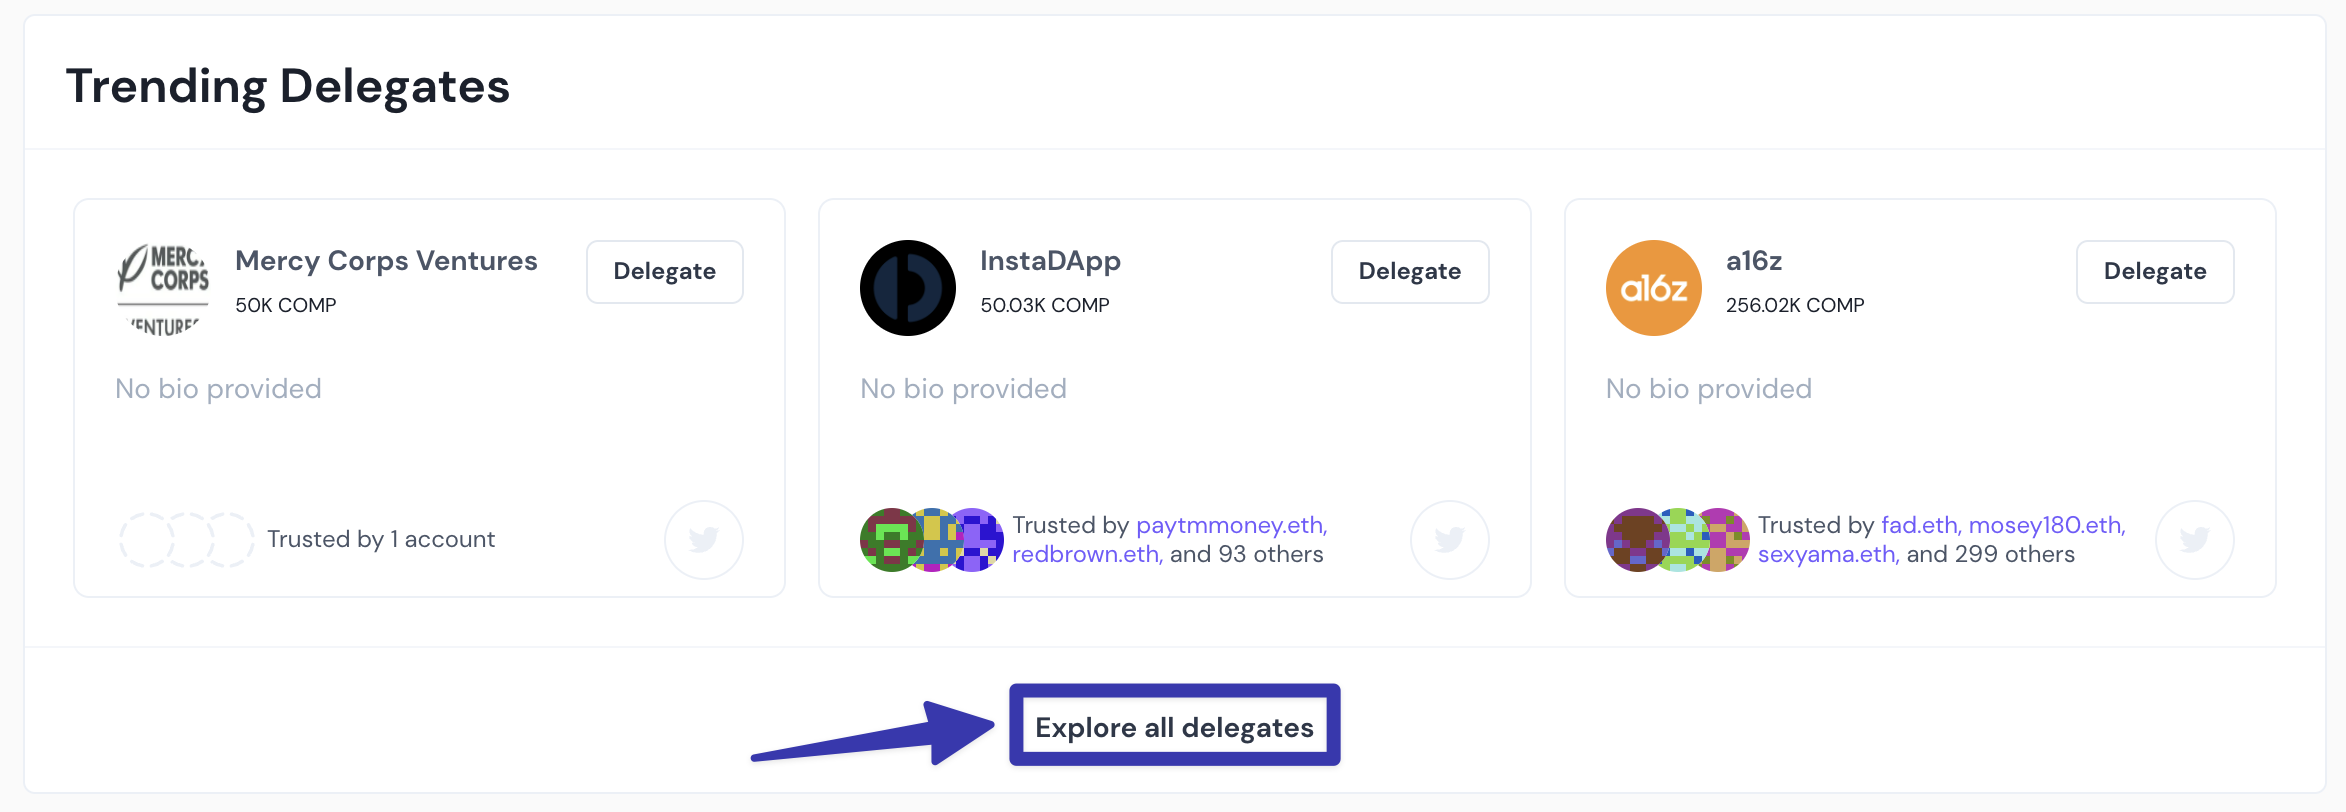 Trending Delegates
MERC
CORPS
Mercy Corps Ventures
50K COMP
Delegate
No bio provided
Trusted by 1 account
InstaDApp
50.03K COMP
Delegate
No bio provided
Trusted by paytmmoney.eth,
redbrown.eth, and 93 others
a16z
a16z
256.02K COMP
Delegate
No bio provided
Trusted by fad.eth, mosey180.eth,
sexyama.eth, and 299 others
Explore all delegates